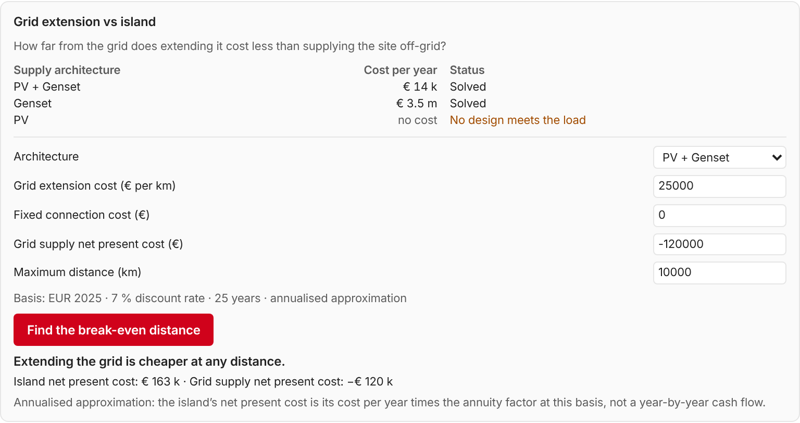 Grid extension vs island
How far from the grid does extending it cost less than supplying the site off-grid?
Supply architecture Cost per year Status
PV + Genset € 14 k Solved
Genset € 3.5 m Solved
PV no cost No design meets the load
Architecture PV + Genset
Grid extension cost (€ per km) 25000
Fixed connection cost (€) 0
Grid supply net present cost (€) -120000
Maximum distance (km) 10000
Basis: EUR 2025 · 7 % discount rate · 25 years · annualised approximation
Find the break-even distance
Extending the grid is cheaper at any distance.
Island net present cost: € 163 k · Grid supply net present cost: −€ 120 k
Annualised approximation: the island’s net present cost is its cost per year times the annuity factor at this basis, not a year-by-year cash flow.